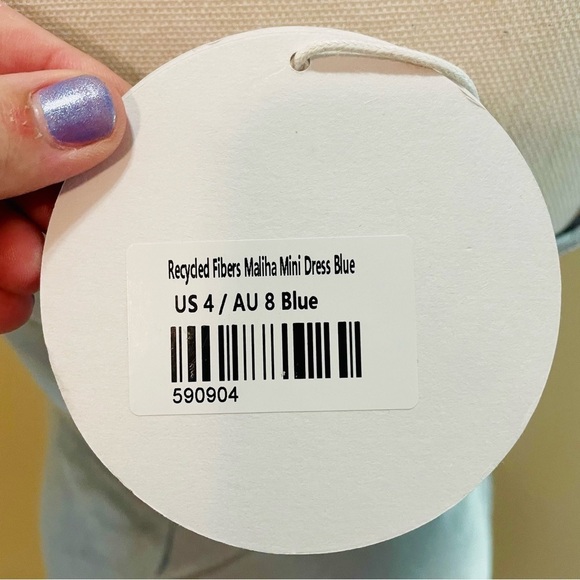 Recycled Fibers Maliha Mini Dress Blue
US 4 / AU 8 Blue
590904